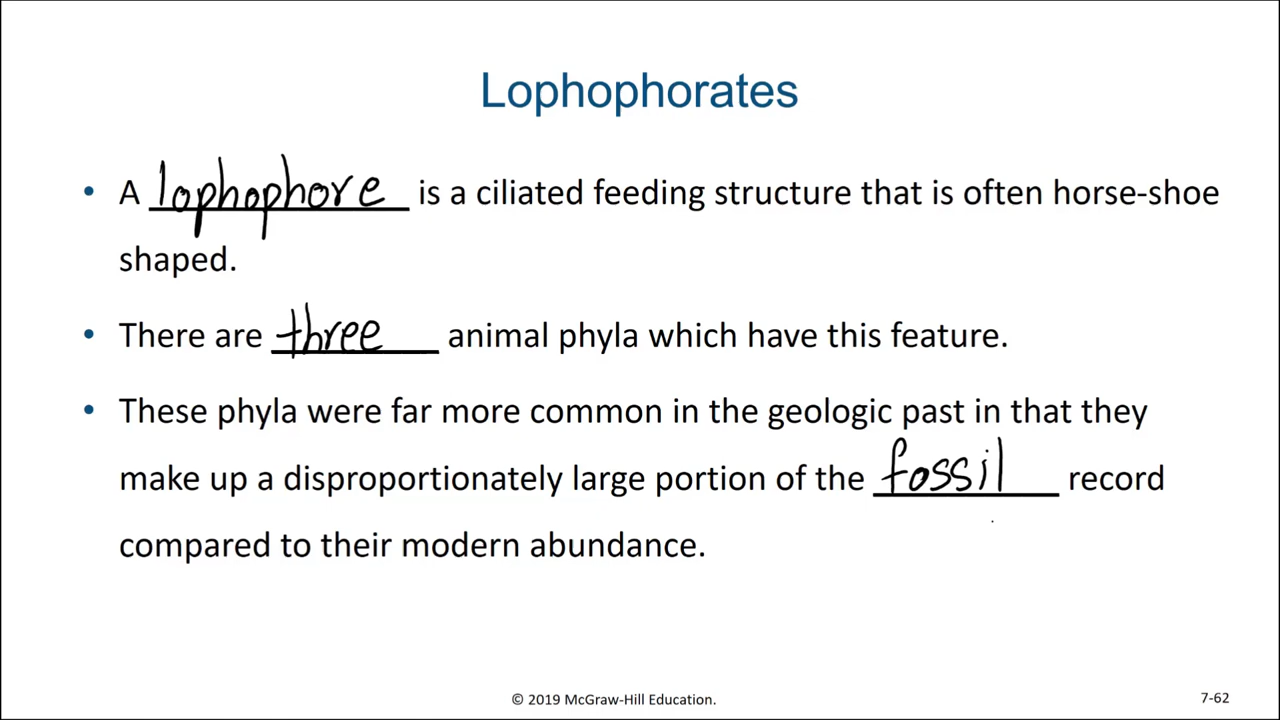 Lophophorates
• A lophophore is a ciliated feeding structure that is often horse-shoe
shaped.
• There are three animal phyla which have this feature.
• These phyla were far more common in the geologic past in that they
make up a disproportionately large portion of the fossil record
compared to their modern abundance.
© 2019 McGraw-Hill Education.
7-62